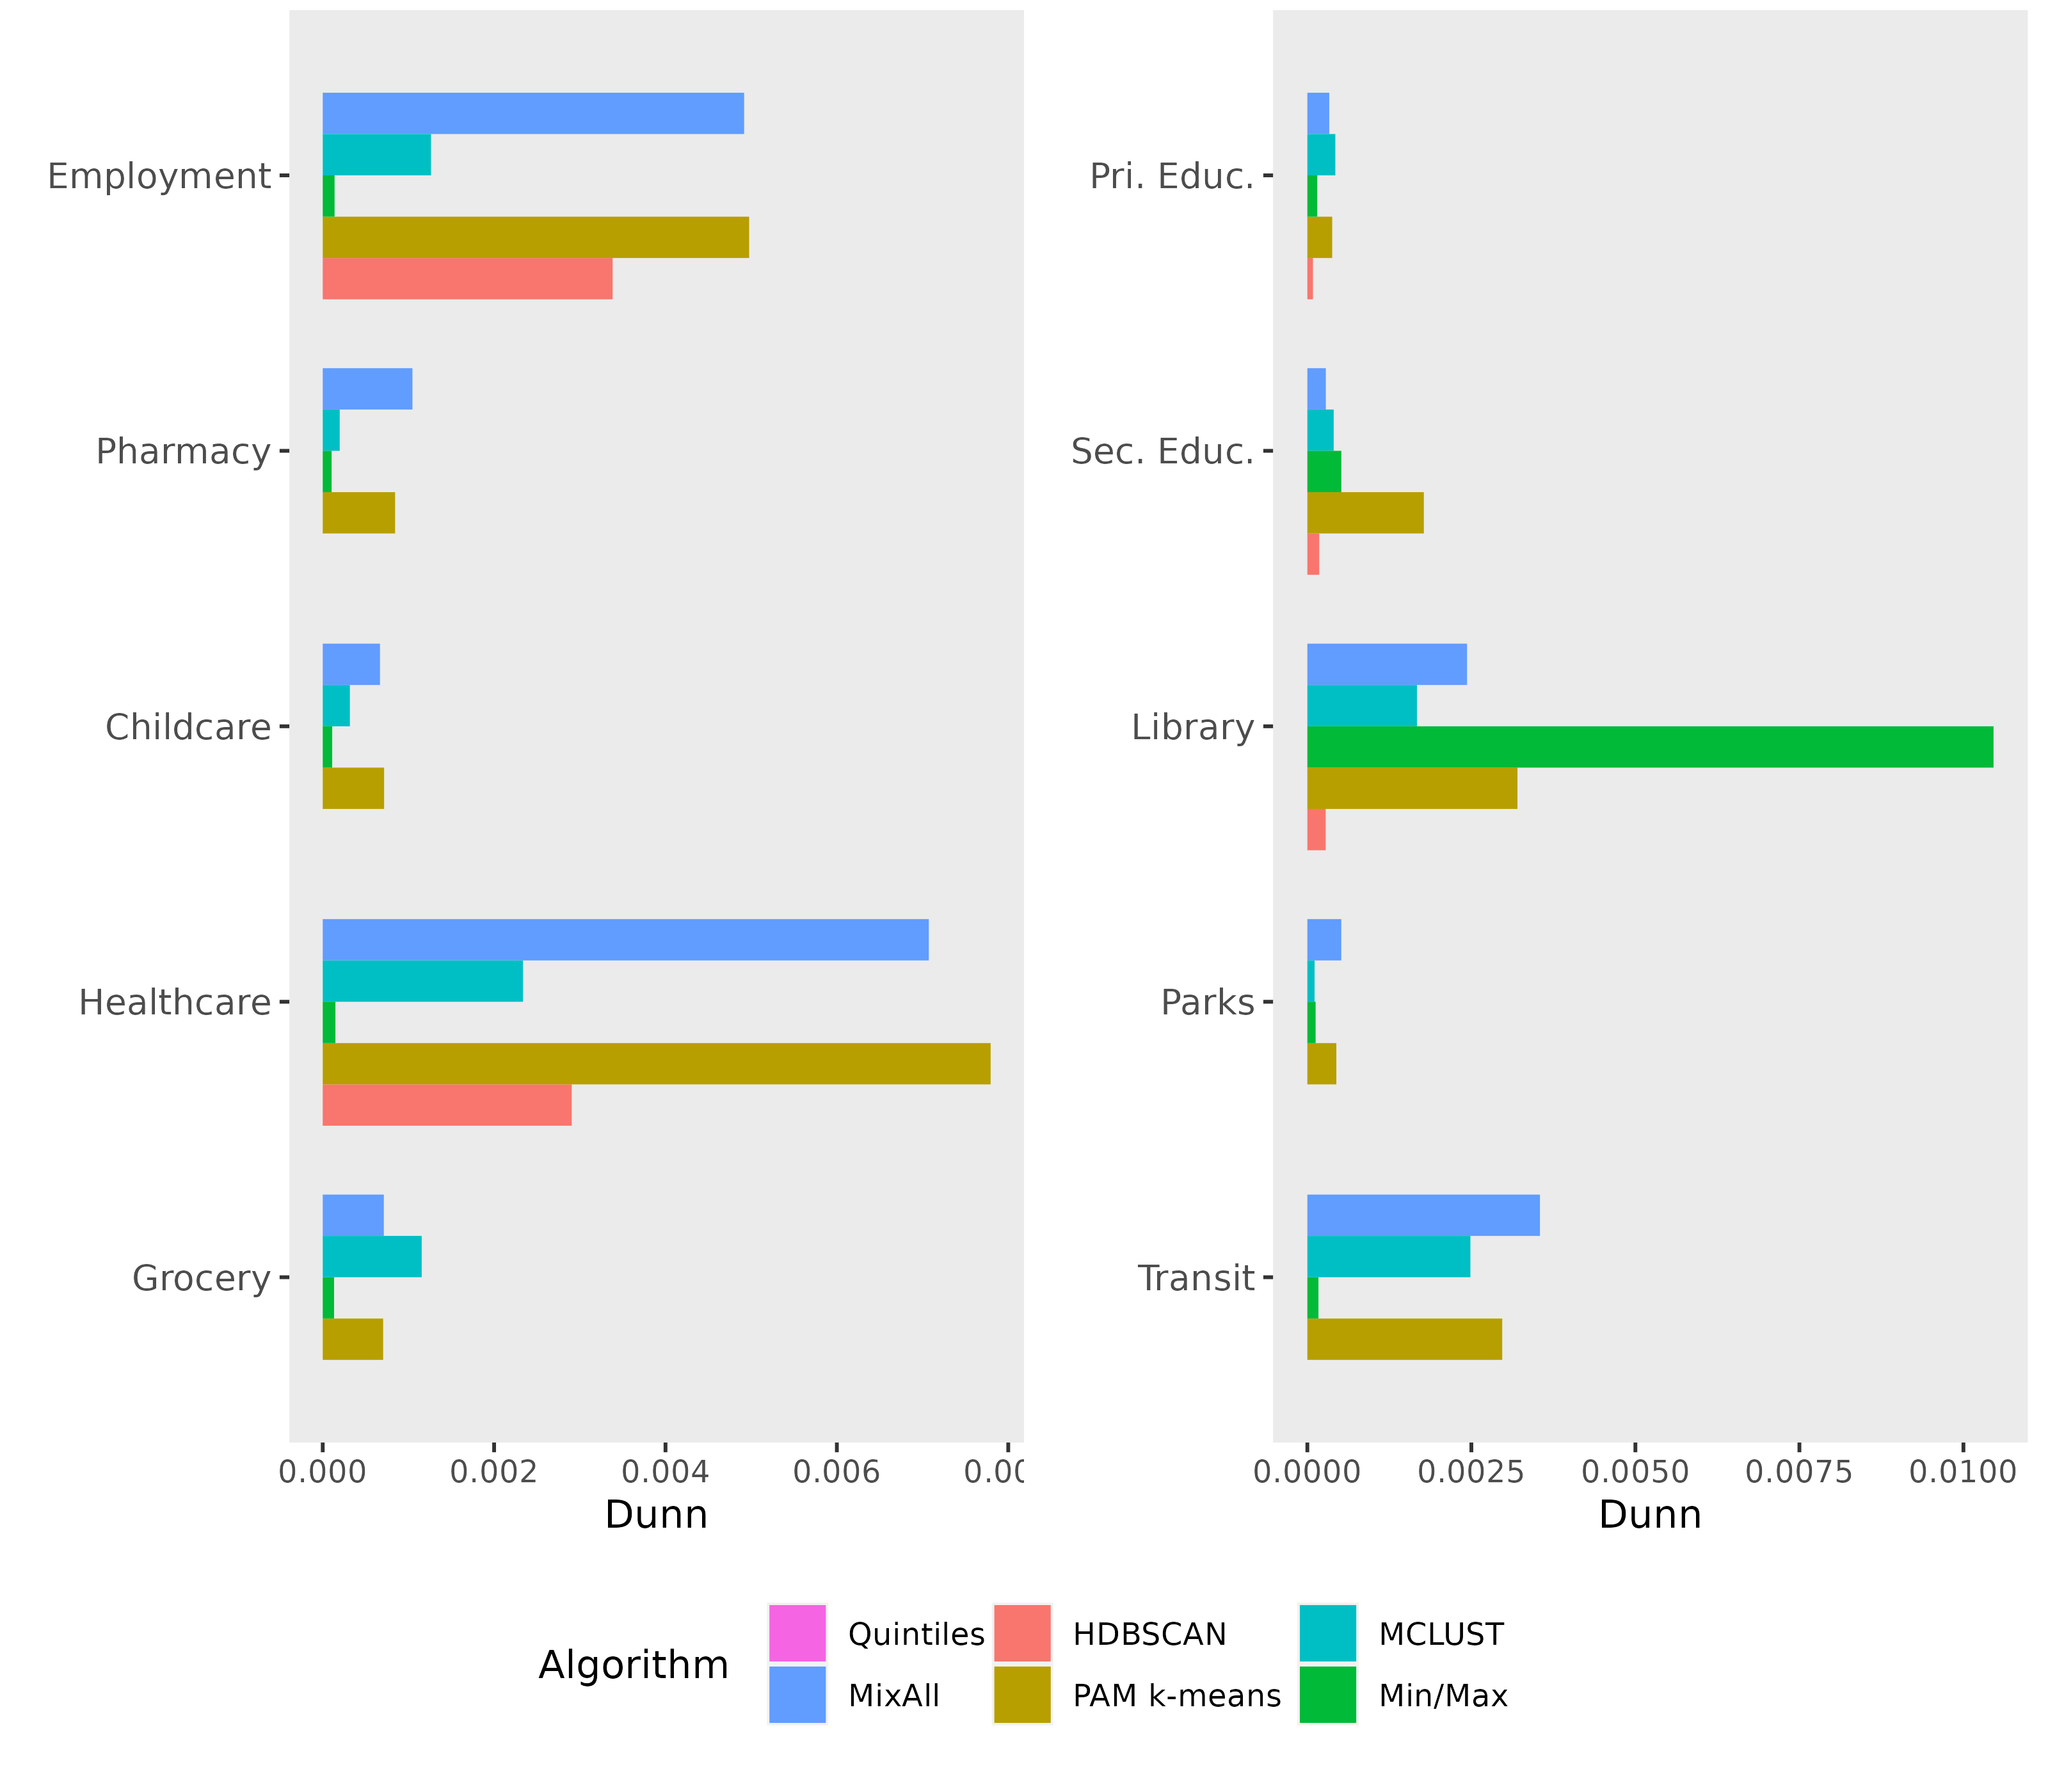 Employment
Pharmacy
Childcare
Healthcare
Grocery
0.000 0.002 0.004 0.006 0.00
Dunn
Pri. Educ.
Sec. Educ.
Library
Parks
Transit
0.0000 0.0025 0.0050 0.0075 0.0100
Dunn
Algorithm
Quintiles HDBSCAN MCLUST
MixAll PAM k-means Min/Max